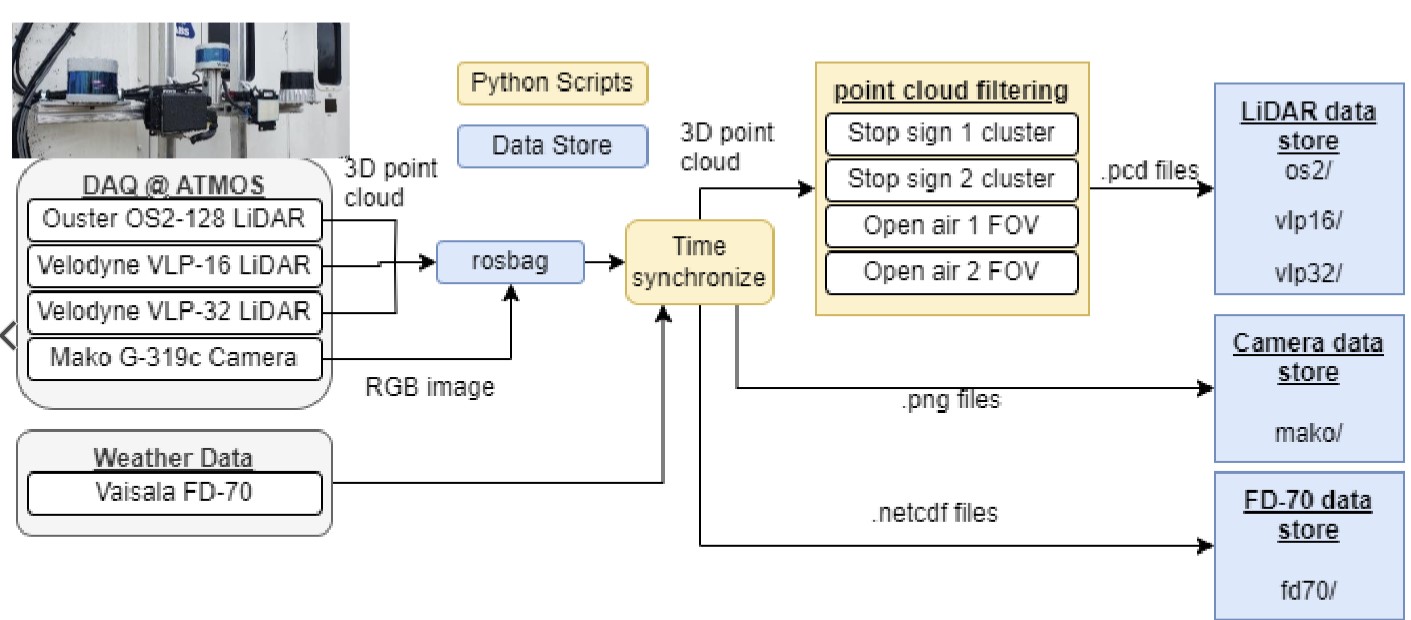 DAQ @ ATMOS
Ouster OS2-128 LiDAR
Velodyne VLP-16 LiDAR
Velodyne VLP-32 LiDAR
Mako G-319c Camera
Weather Data
Vaisala FD-70
3D point
cloud
RGB image
Python Scripts
Data Store
rosbag
Time
synchronize
3D point
cloud
point cloud filtering
Stop sign 1 cluster
Stop sign 2 cluster
Open air 1 FOV
Open air 2 FOV
.pcd files
.png files
.netcdf files
LiDAR data
store
os2/
vlp16/
vlp32/
Camera data
store
mako/
FD-70 data
store
fd70/